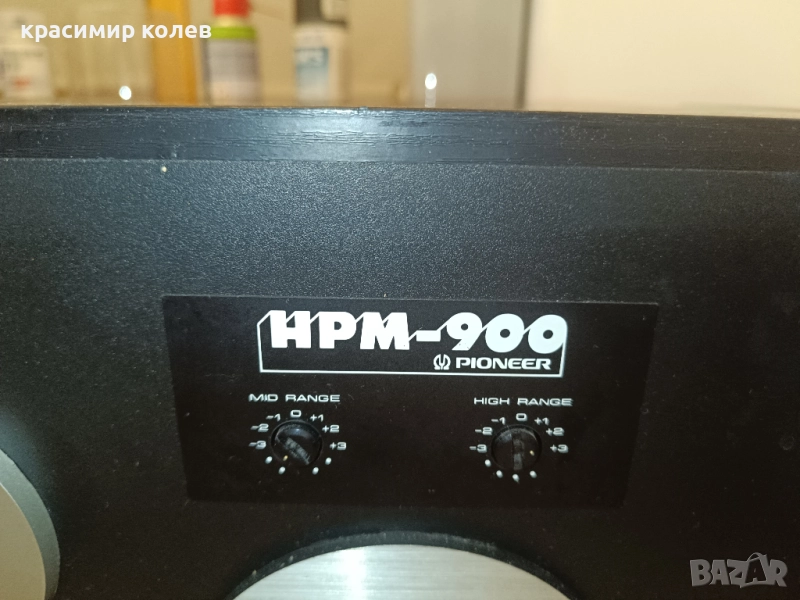 красимир колев
HPM-900
PIONEER
MID RANGE
-3 -2 -1 0 +1 +2 +3
HIGH RANGE
-3 -2 -1 0 +1 +2 +3
BAZAR